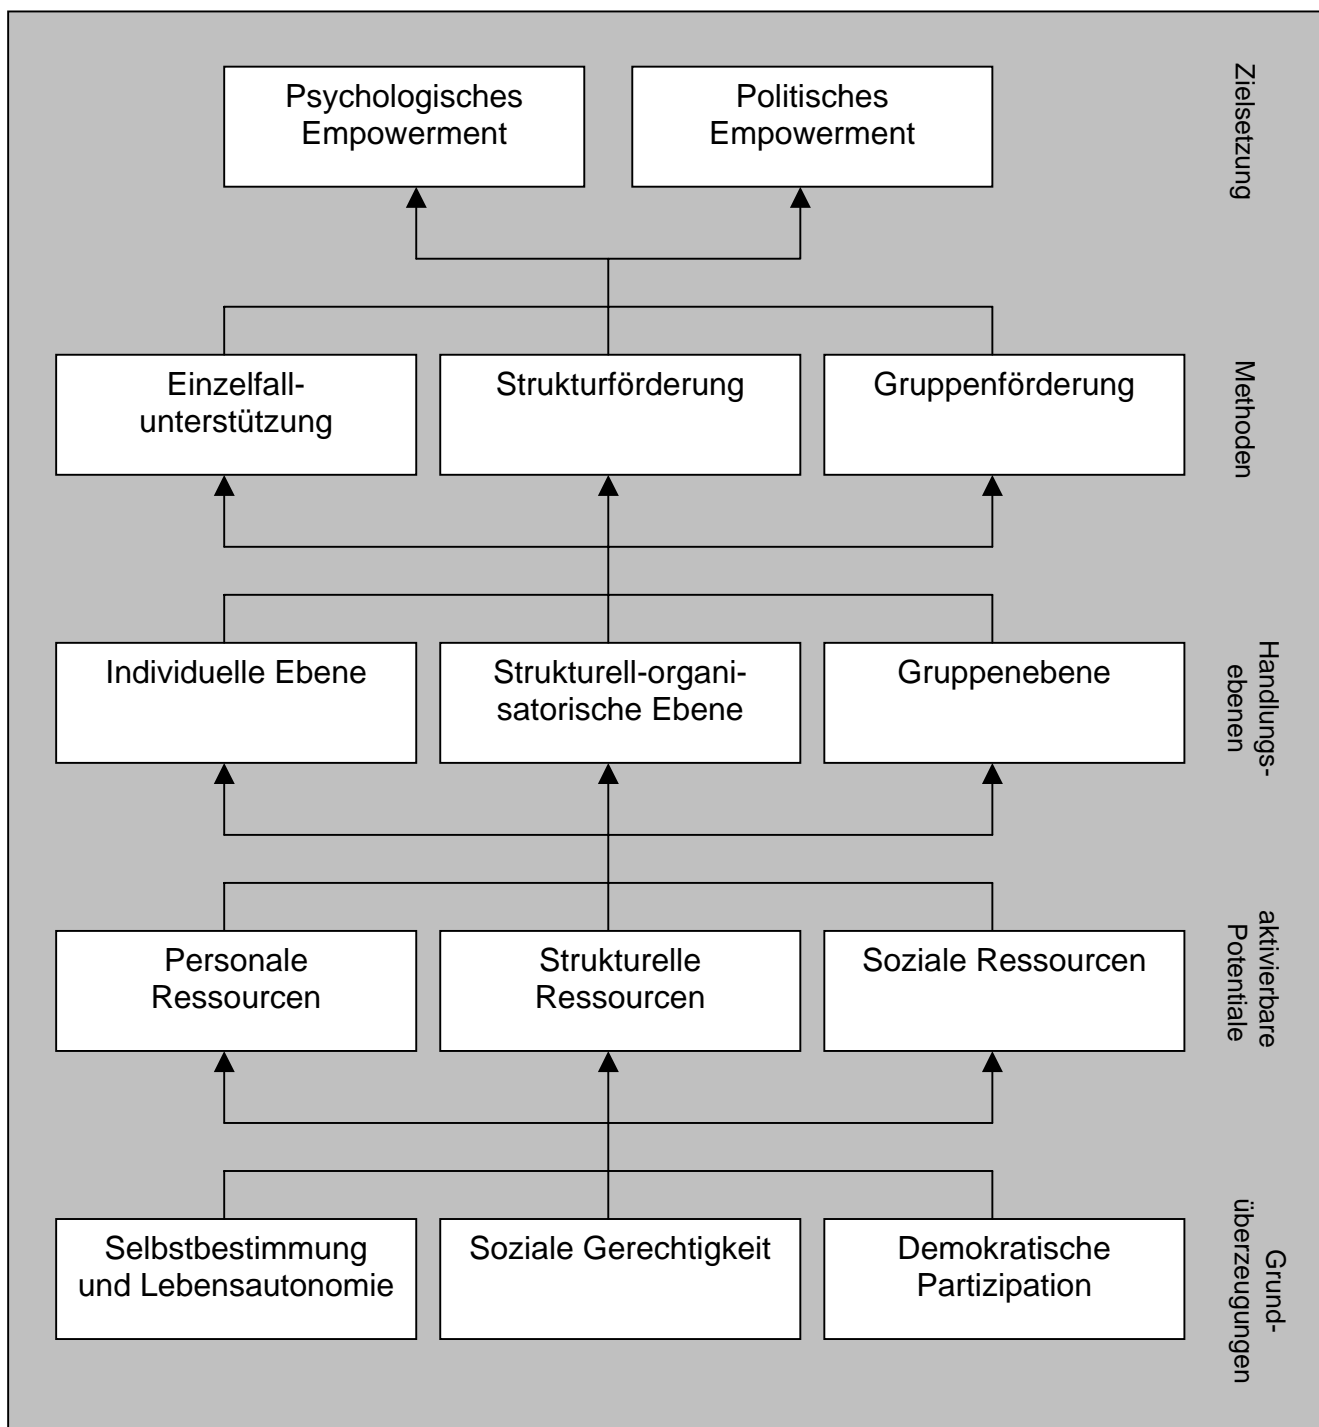 Psychologisches
Empowerment
Politisches
Empowerment
Zielsetzung
Einzelfall-
unterstützung
Strukturförderung
Gruppenförderung
Methoden
Individuelle Ebene
Strukturell-organi-
satorische Ebene
Gruppenebene
Handlungs-
ebenen
Personale
Ressourcen
Strukturelle
Ressourcen
Soziale Ressourcen
aktivierbare
Potentiale
Selbstbestimmung
und Lebensautonomie
Soziale Gerechtigkeit
Demokratische
Partizipation
Grund-
überzeugungen